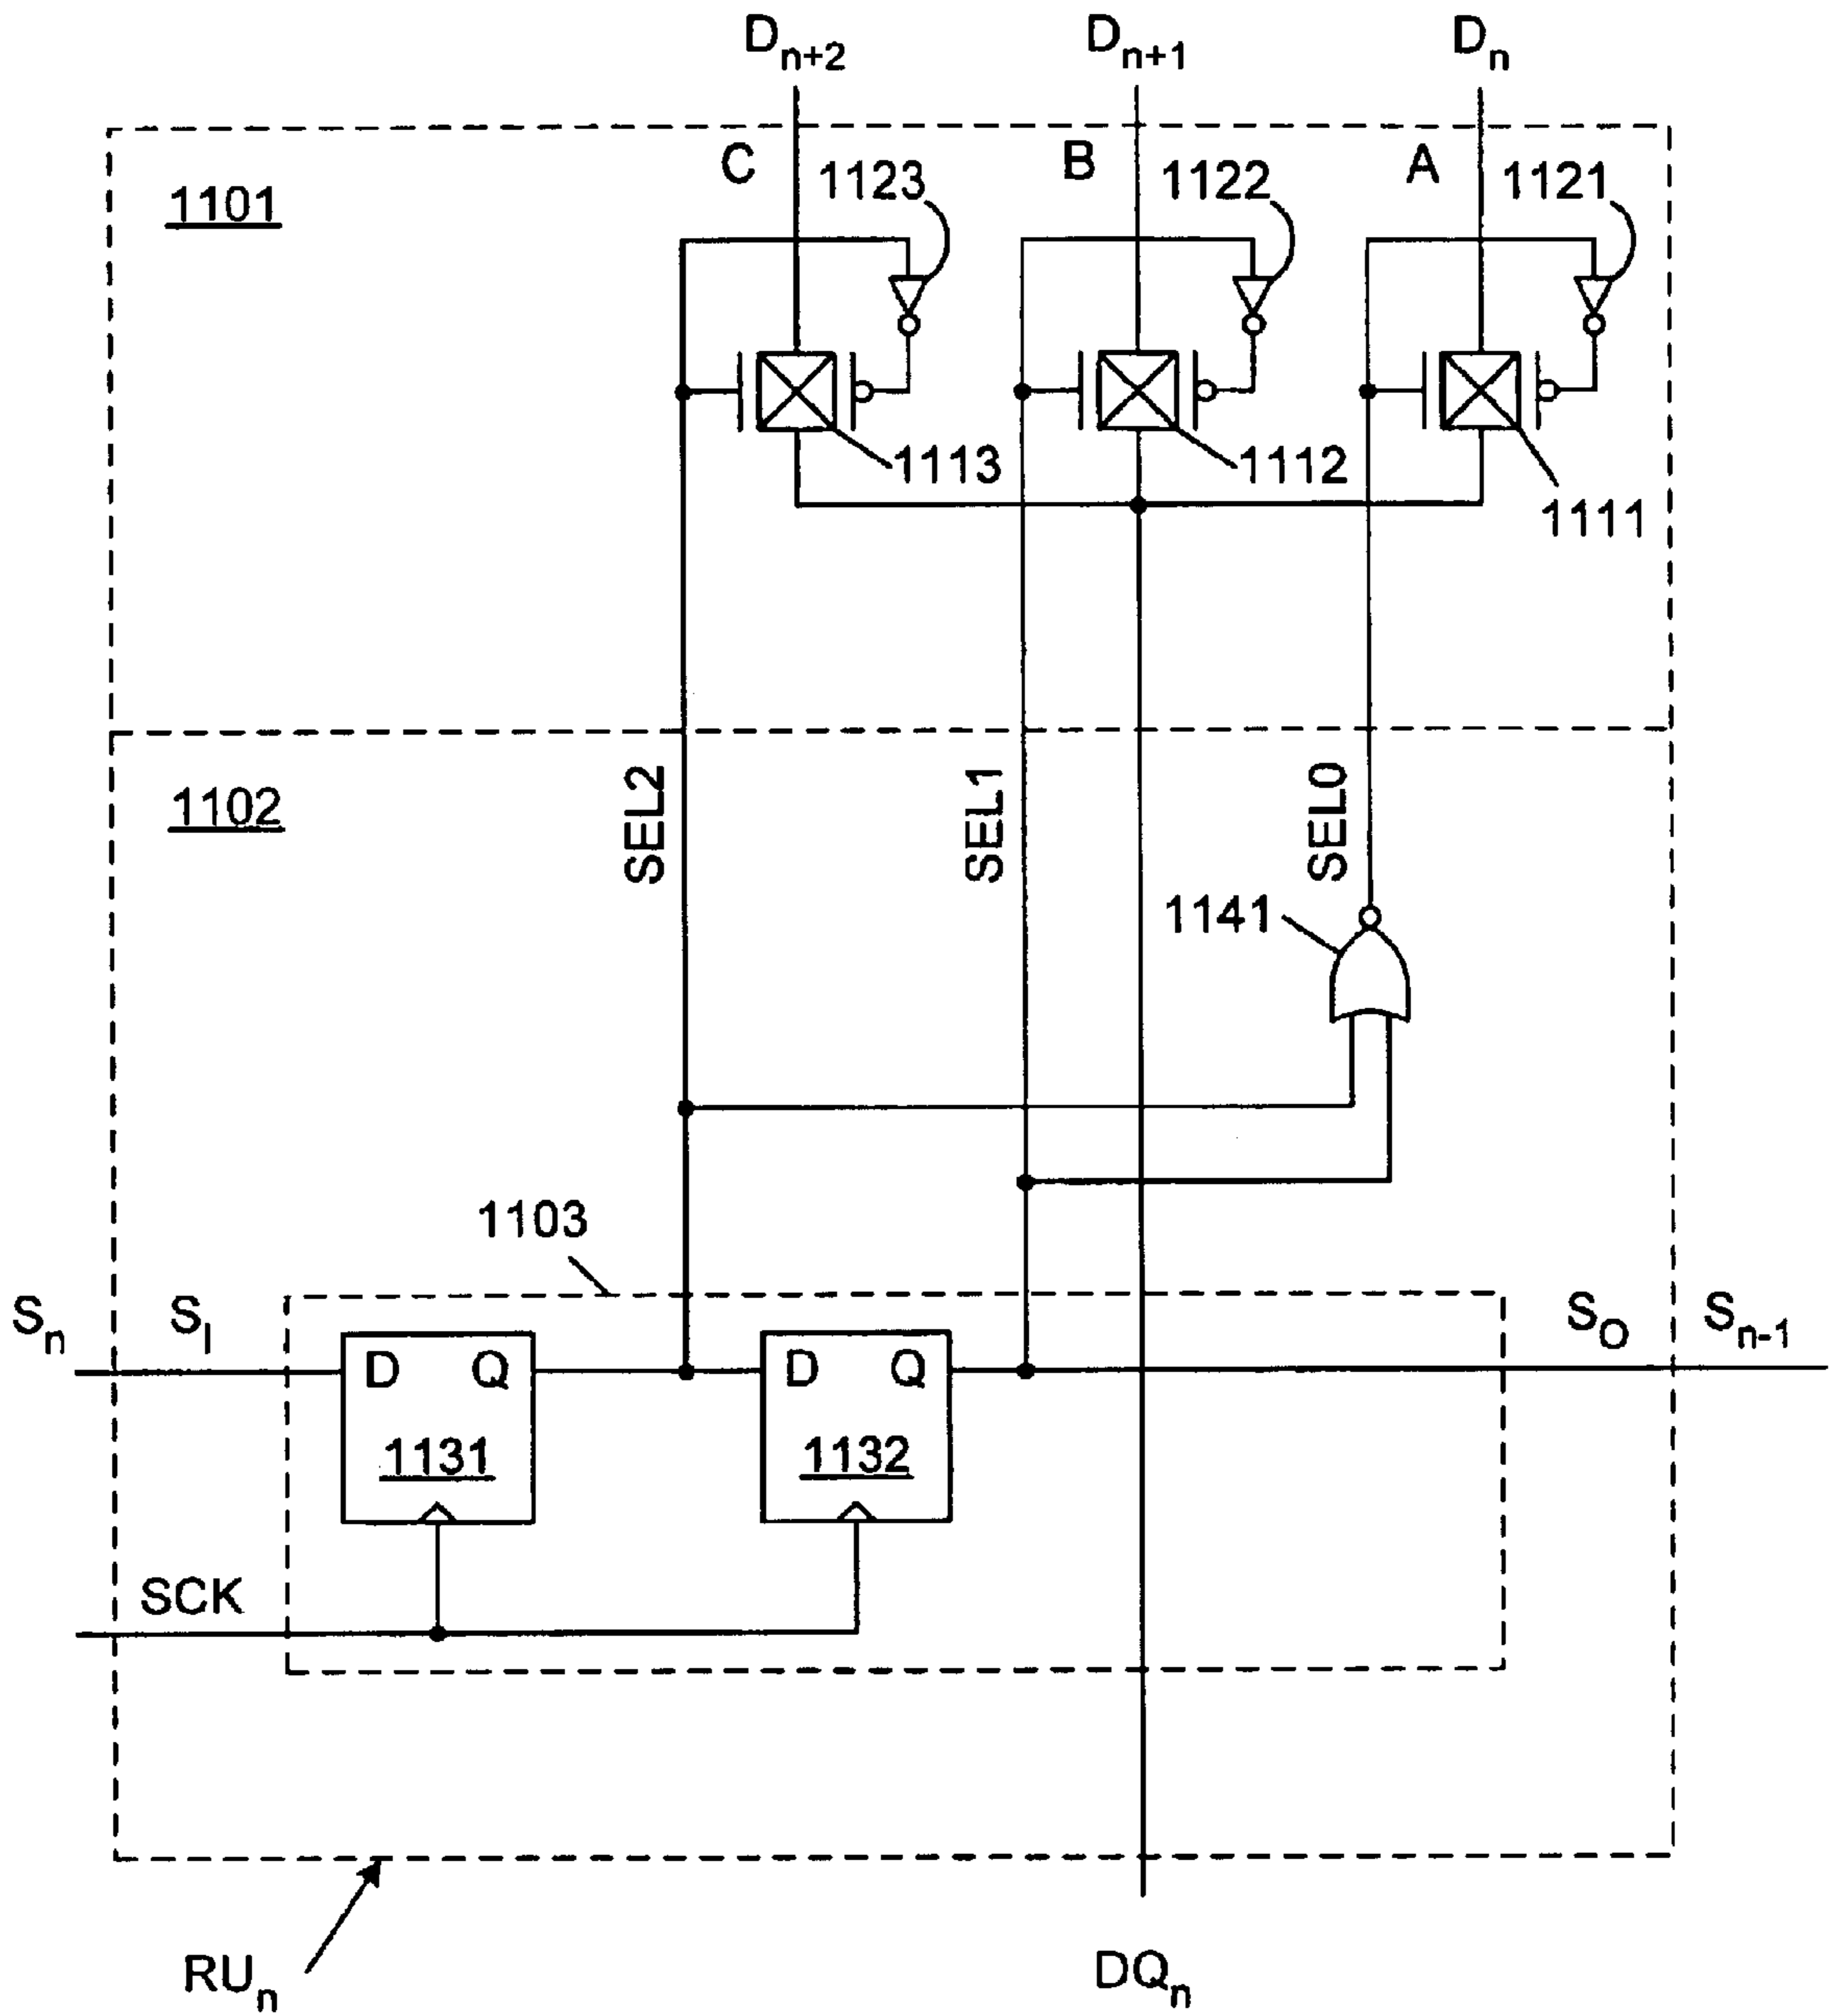 Dn+2 Dn+1 Dn
C 1123 B 1122 A 1121
1101
1113 1112 1111
SEL2 SEL1 SEL0
1102
1141
1103
Sn SI SO Sn-1
D Q D Q
1131 1132
SCK
RUn DQn